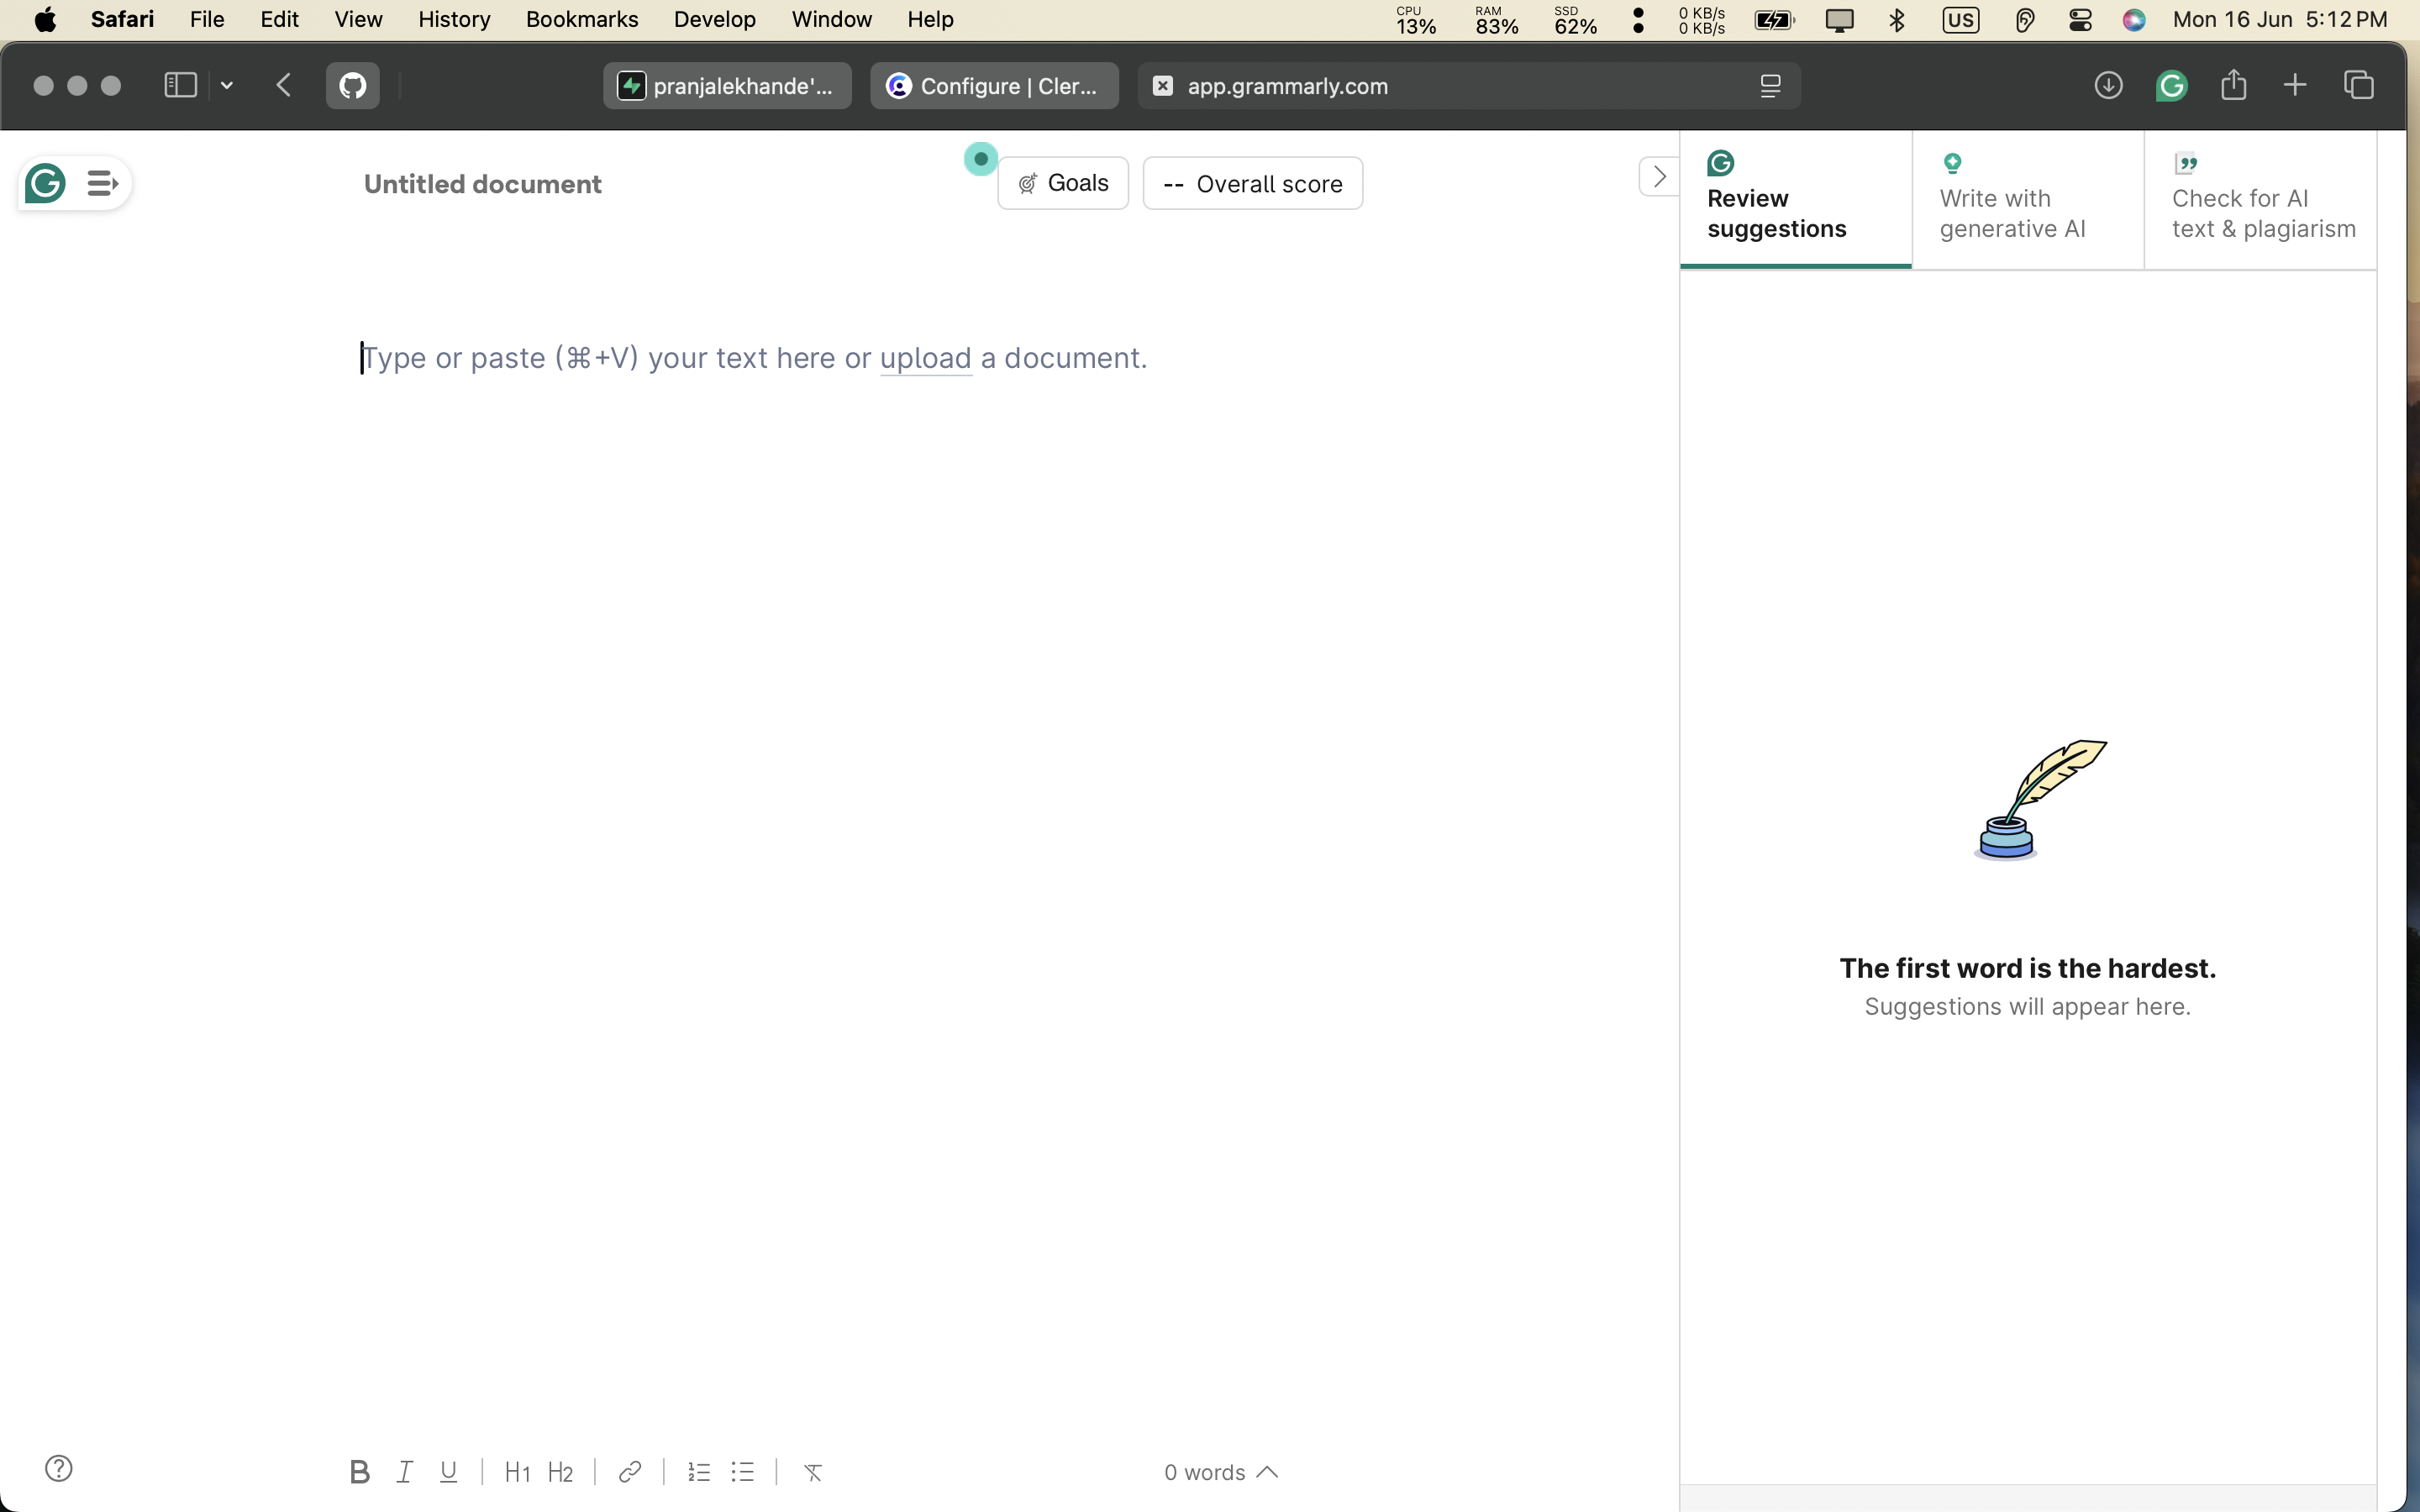 Safari File Edit View History Bookmarks Develop Window Help
CPU 13% RAM 83% SSD 62% 0 KB/s 0 KB/s US Mon 16 Jun 5:12 PM
pranjalekhande'... Configure | Cler... app.grammarly.com
Untitled document
Goals
-- Overall score
Review suggestions
Write with generative AI
Check for AI text & plagiarism
Type or paste (⌘+V) your text here or upload a document.
The first word is the hardest.
Suggestions will appear here.
B I U H1 H2
0 words